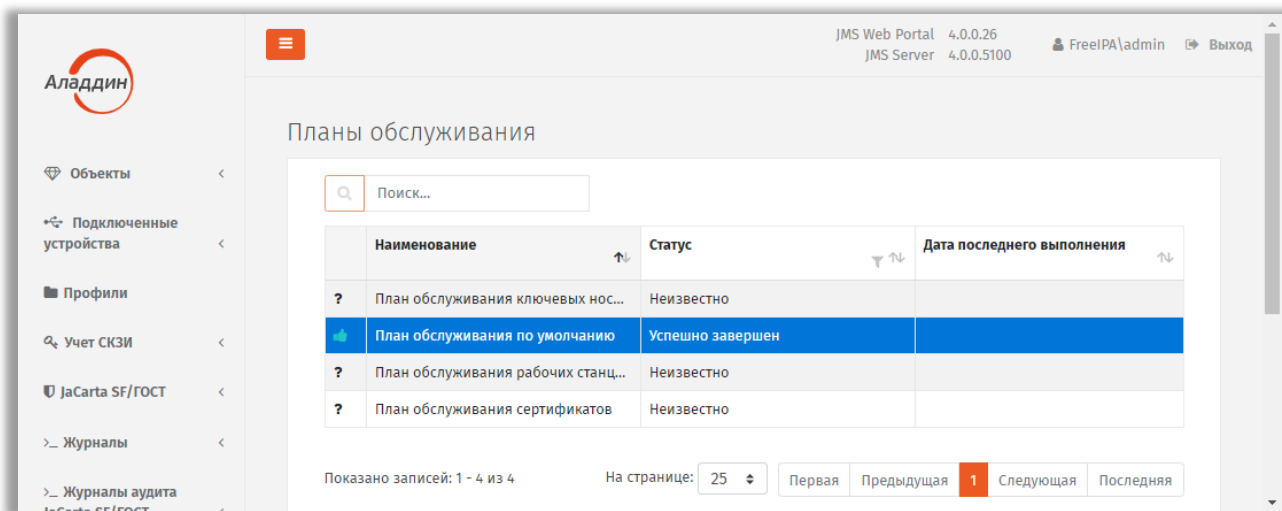 Аладдин
JMS Web Portal 4.0.0.26
JMS Server 4.0.0.5100
FreeIPA\admin
Выход
Планы обслуживания
Объекты
Подключенные
устройства
Профили
Учет СКЗИ
JaCarta SF/ГОСТ
Журналы
Журналы аудита
JaCarta SF/ГОСТ
Поиск...
Наименование Статус Дата последнего выполнения
? План обслуживания ключевых нос... Неизвестно
План обслуживания по умолчанию Успешно завершен
? План обслуживания рабочих станц... Неизвестно
? План обслуживания сертификатов Неизвестно
Показано записей: 1 - 4 из 4 На странице: 25 Первая Предыдущая 1 Следующая Последняя